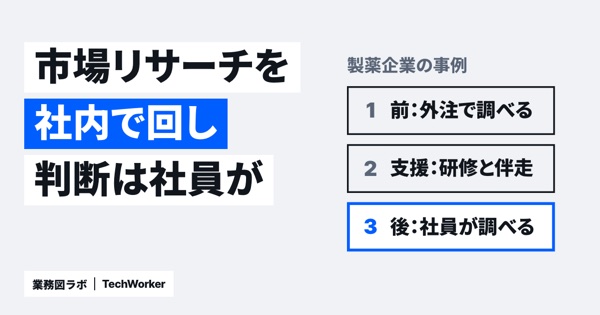 市場リサーチを
社内で回し
判断は社員が
製薬企業の事例
1 前：外注で調べる
2 支援：研修と伴走
3 後：社員が調べる
業務図ラボ | TechWorker